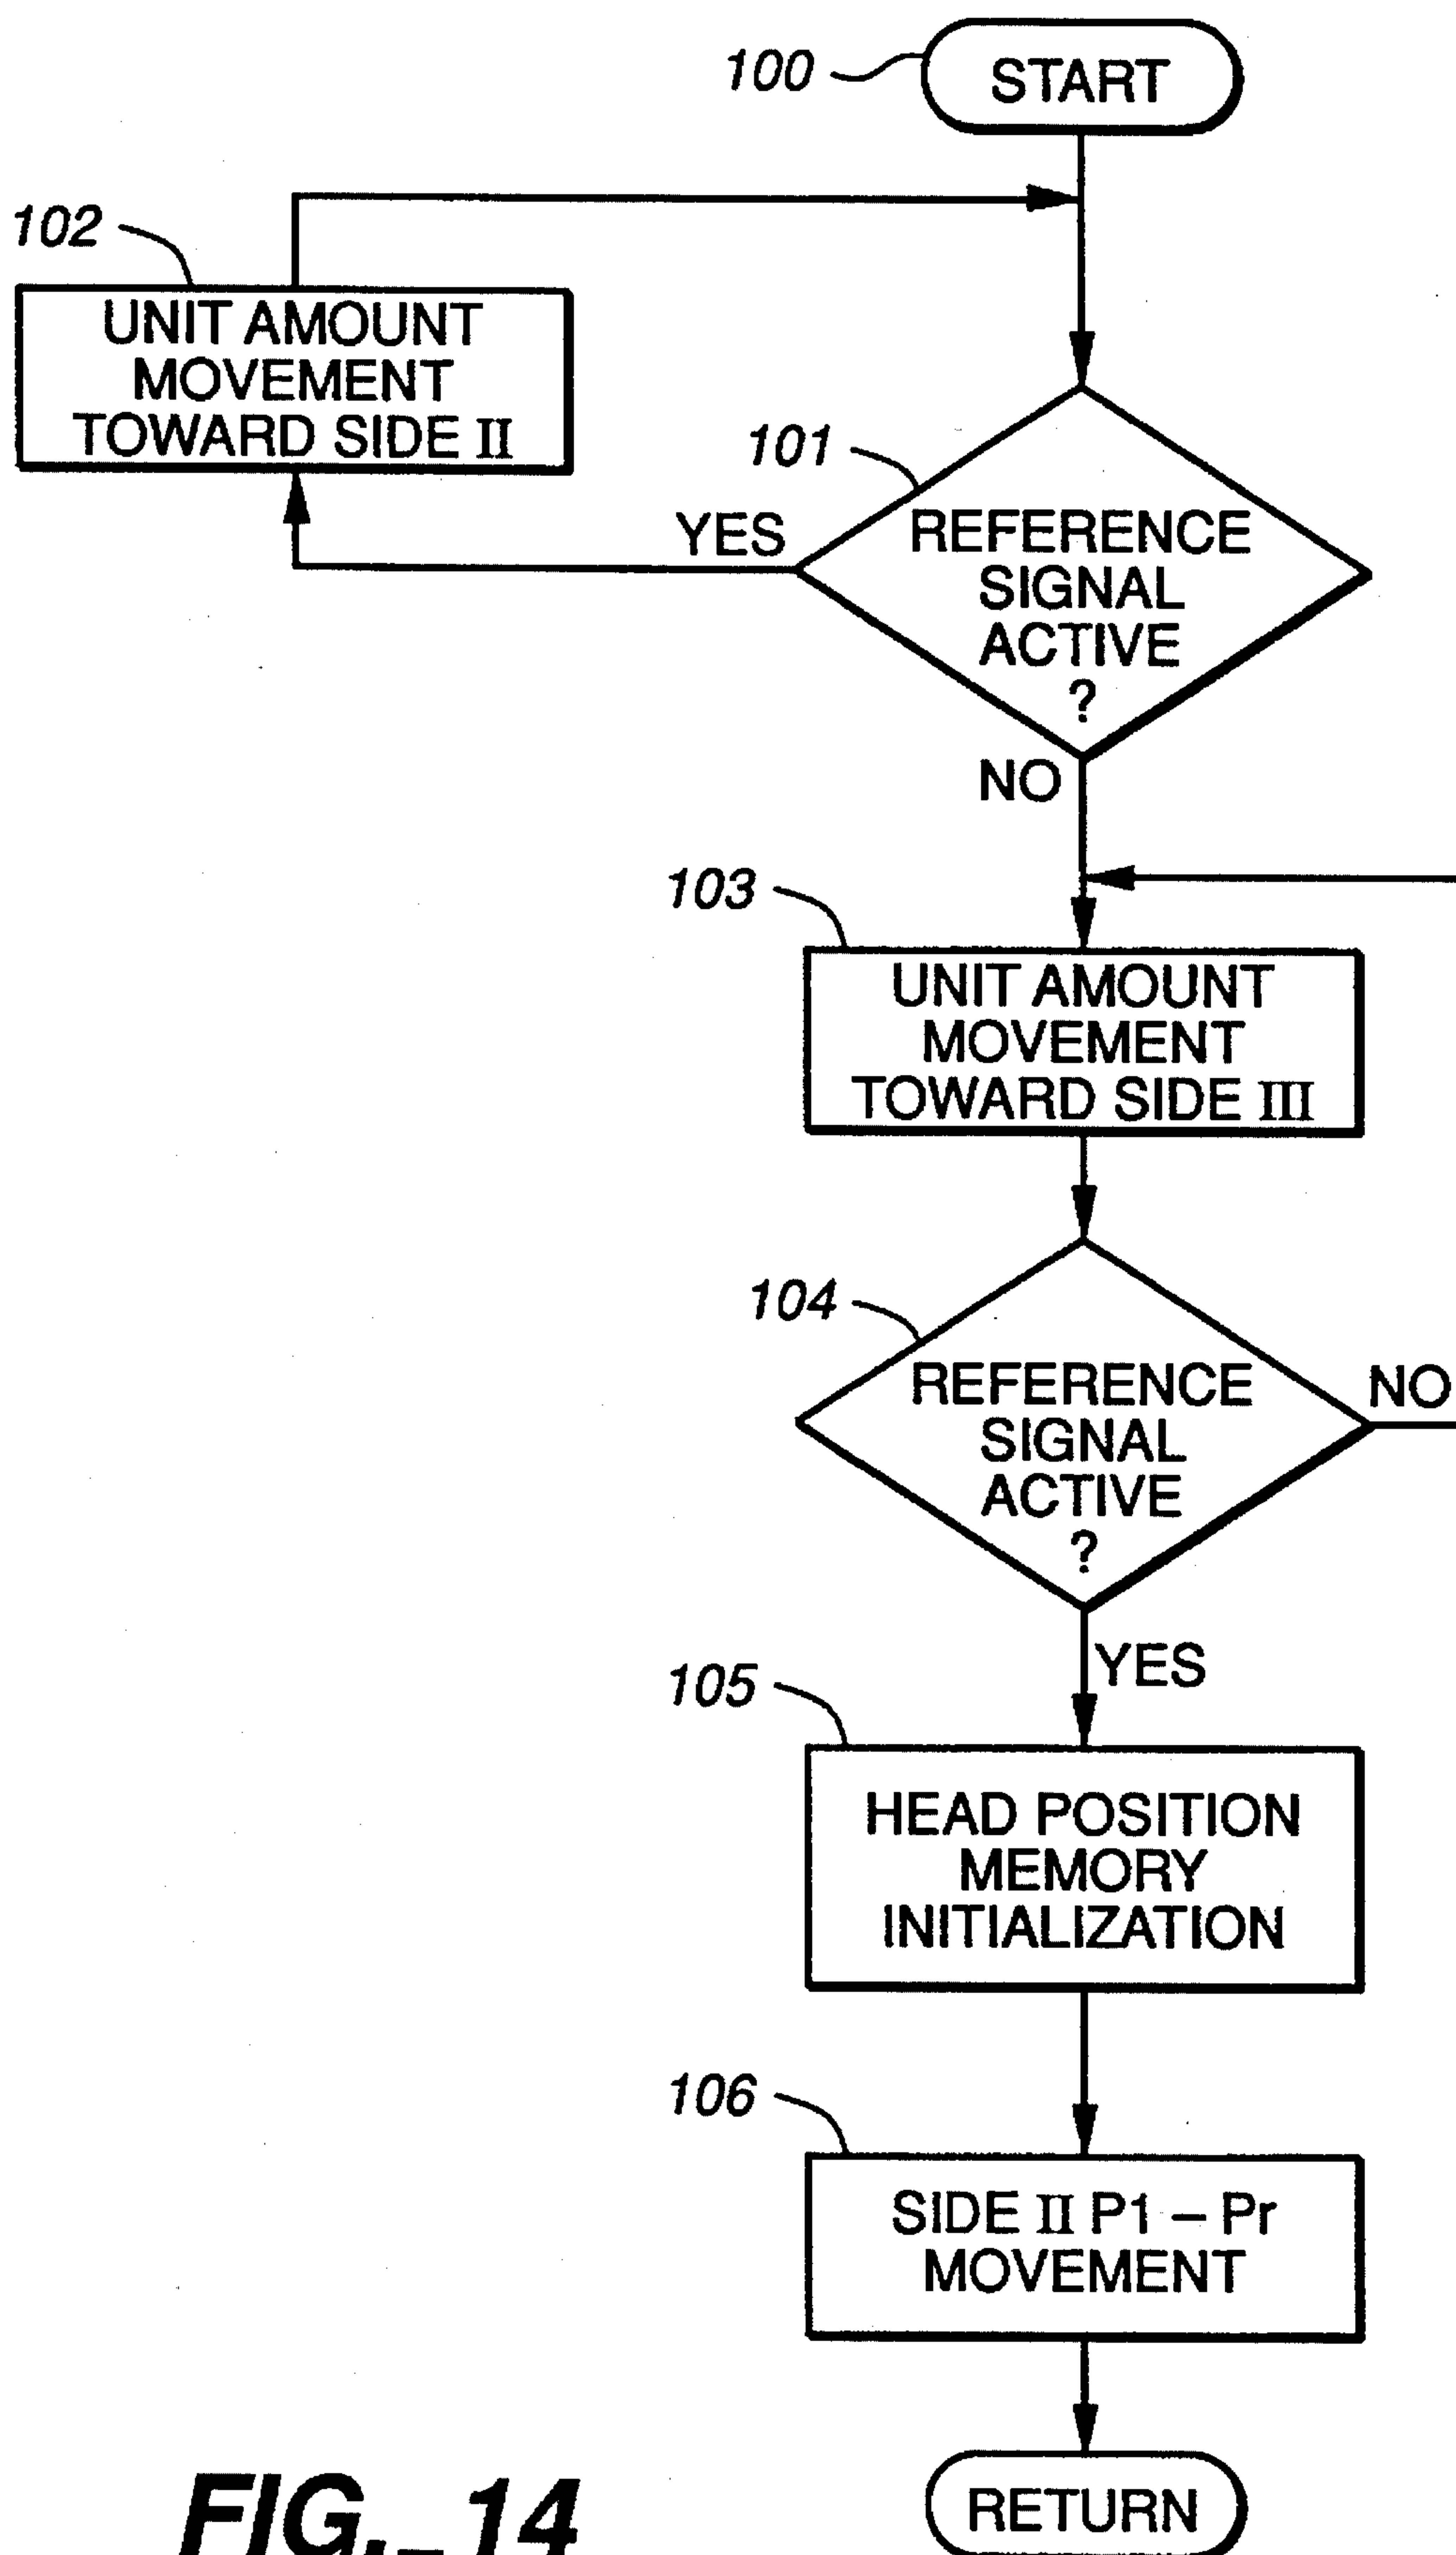 100
START
102
UNIT AMOUNT
MOVEMENT
TOWARD SIDE II
101
YES
REFERENCE
SIGNAL
ACTIVE
?
NO
103
UNIT AMOUNT
MOVEMENT
TOWARD SIDE III
104
REFERENCE
SIGNAL
ACTIVE
?
NO
YES
105
HEAD POSITION
MEMORY
INITIALIZATION
106
SIDE II P1 – Pr
MOVEMENT
RETURN
FIG._14